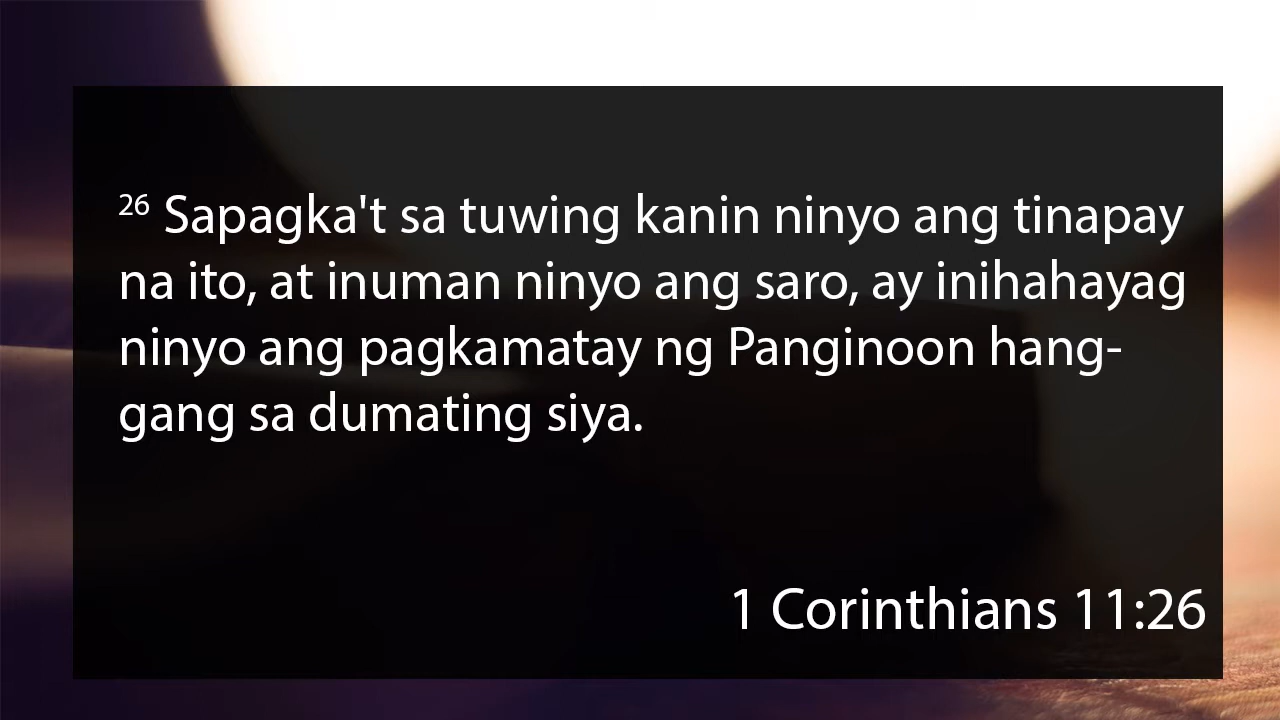 26 Sapagka't sa tuwing kanin ninyo ang tinapay
na ito, at inuman ninyo ang saro, ay inihahayag
ninyo ang pagkamatay ng Panginoon hang-
gang sa dumating siya.
1 Corinthians 11:26